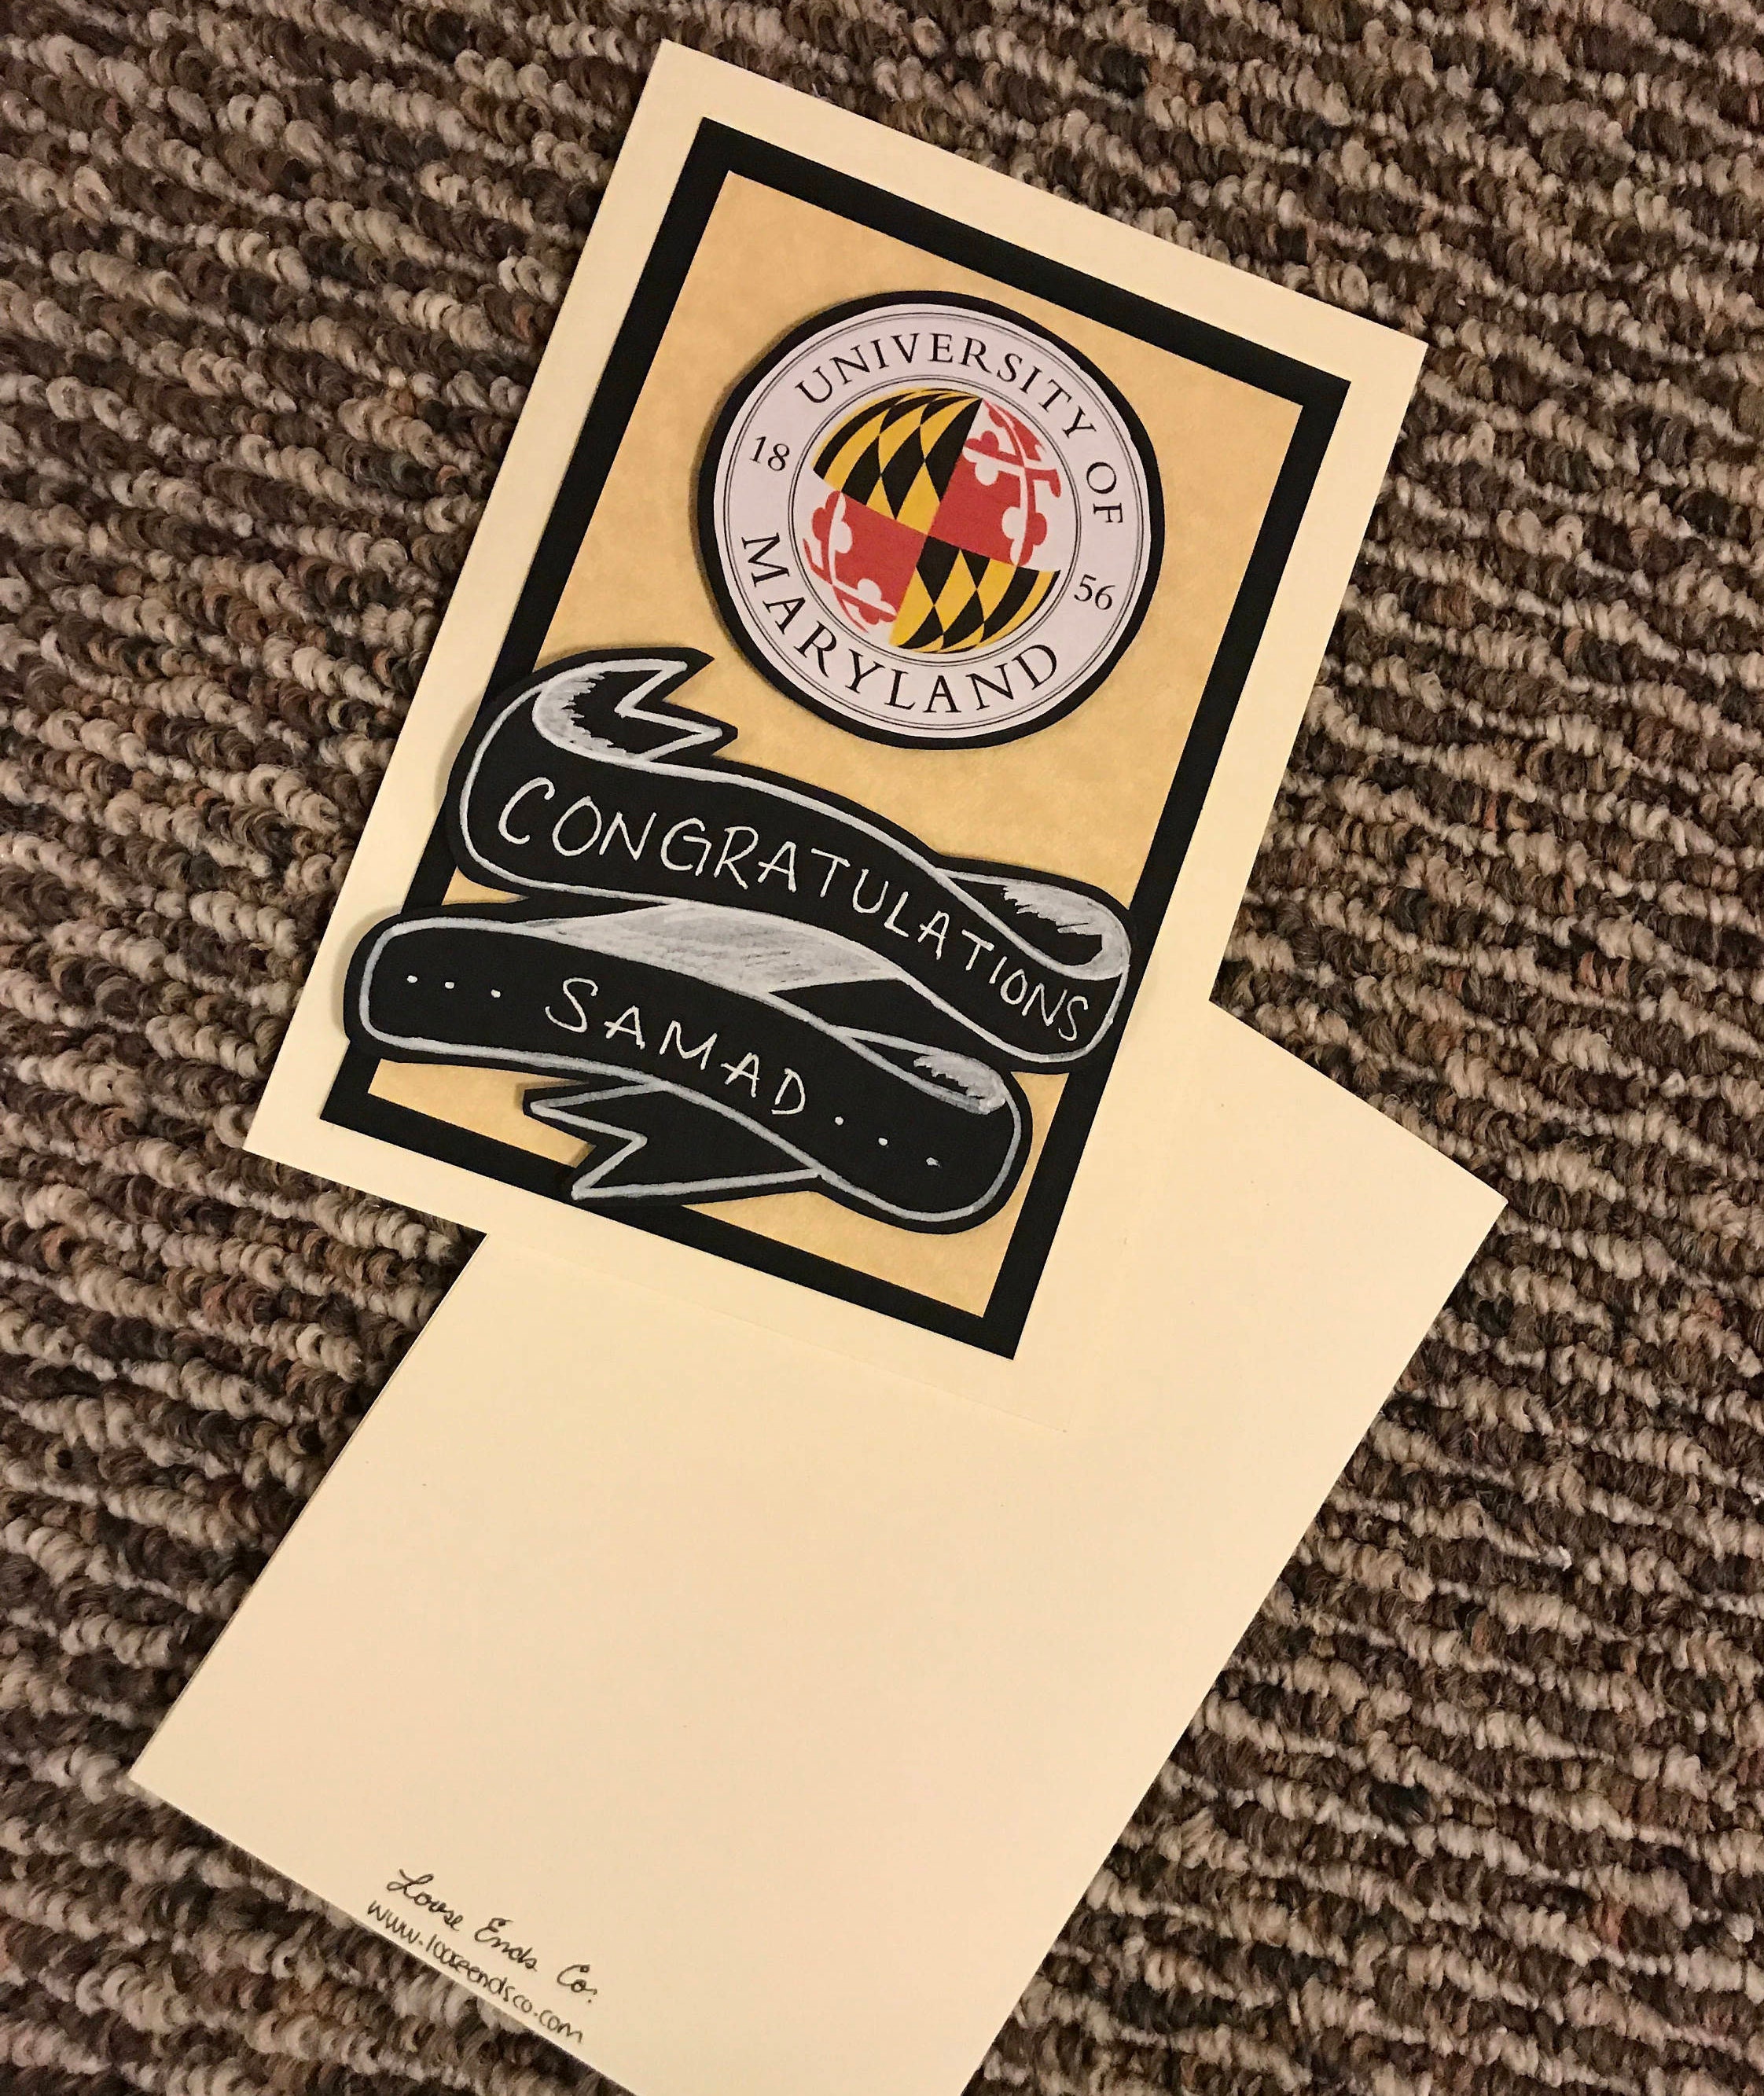 UNIVERSITY OF
18 56
MARYLAND
CONGRATULATIONS
... SAMAD ...
Loose Ends Co.
www.looseendsco.com